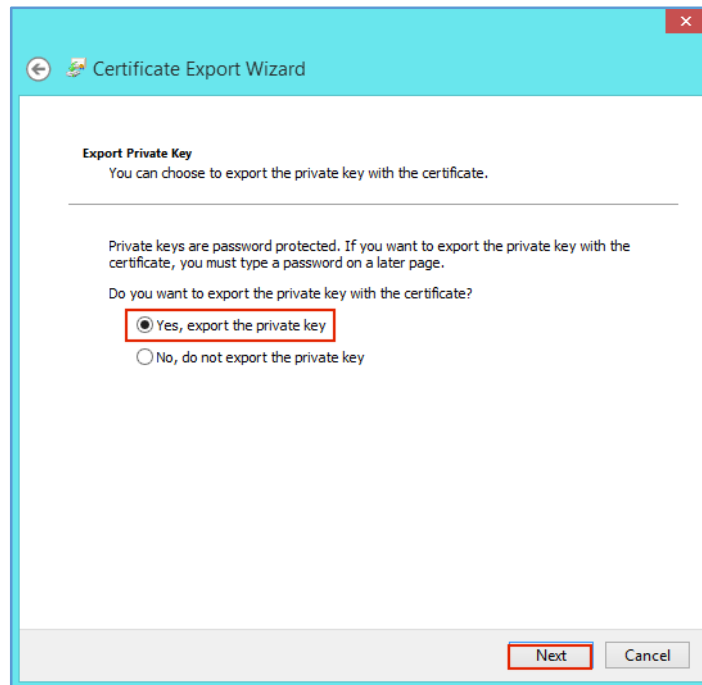 Certificate Export Wizard
Export Private Key
You can choose to export the private key with the certificate.
Private keys are password protected. If you want to export the private key with the
certificate, you must type a password on a later page.
Do you want to export the private key with the certificate?
Yes, export the private key
No, do not export the private key
Next Cancel